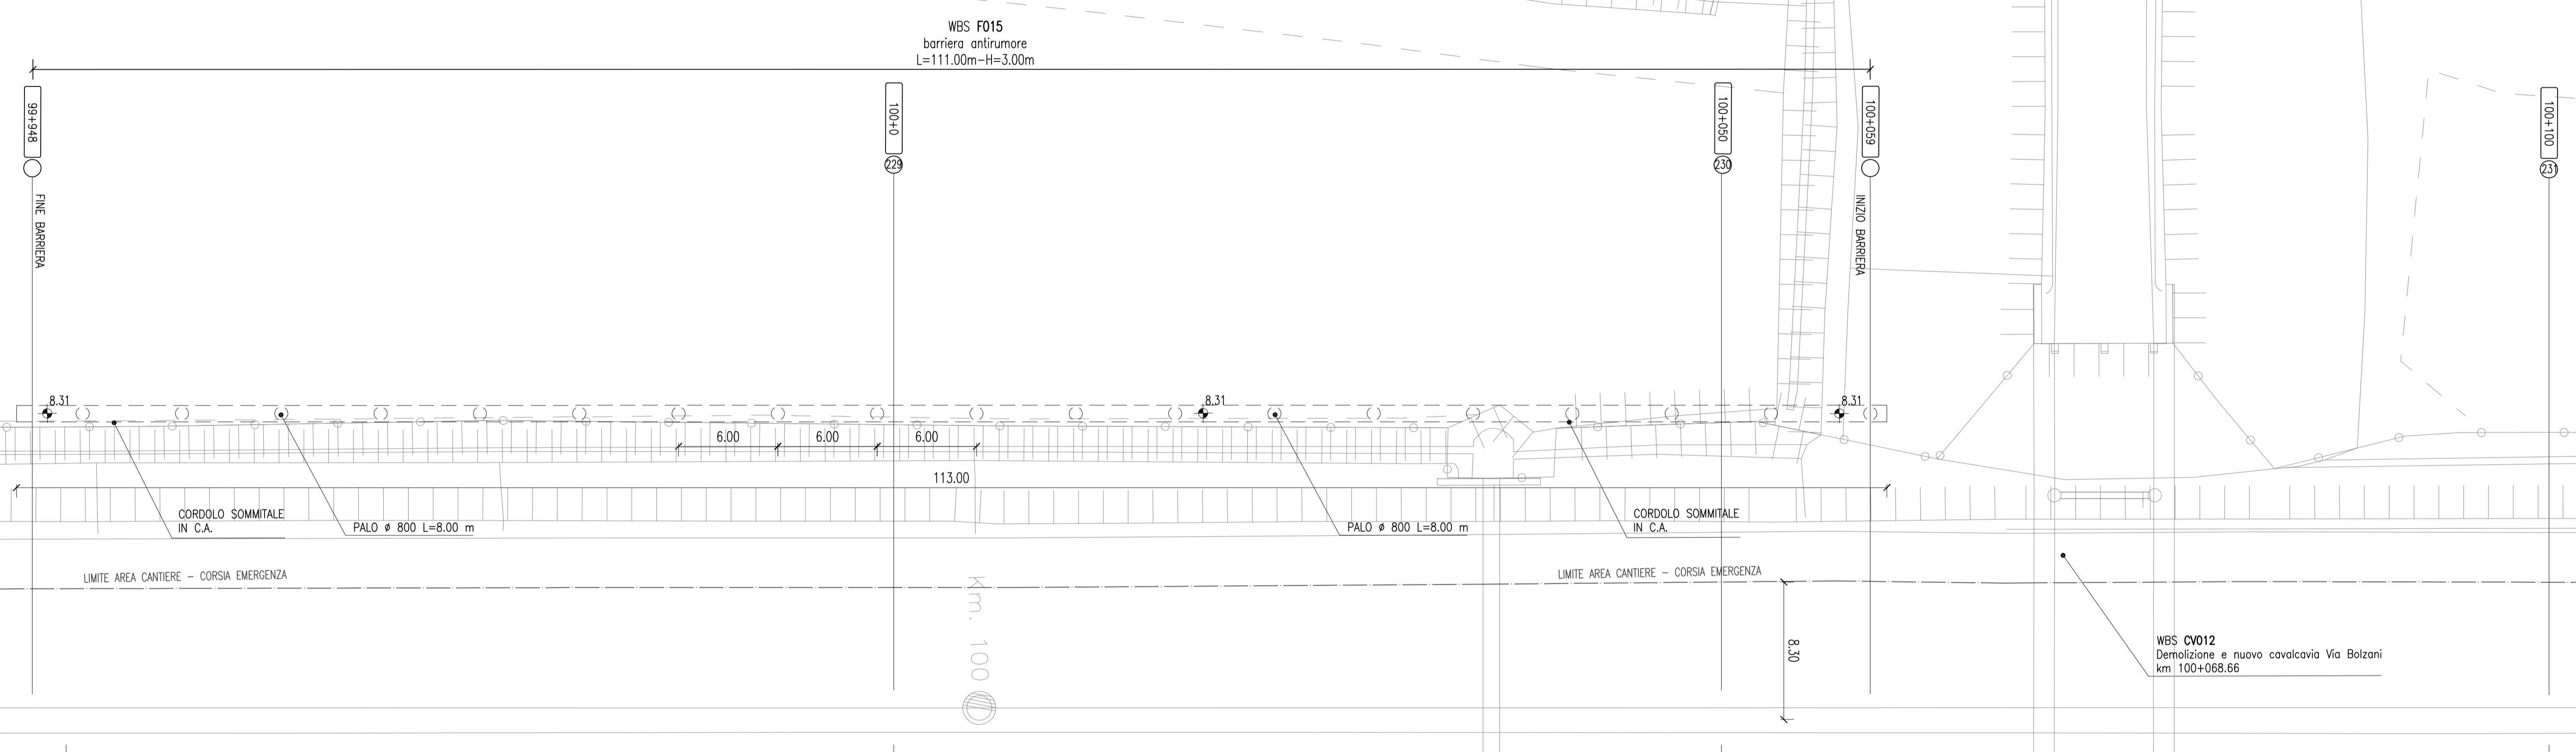 WBS FO15
barriera antirumore
L=111.00m-H=3.00m
99+948
FINE BARRIERA
100+0
229
100+050
230
100+059
INIZIO BARRIERA
100+100
231
8.31
8.31
8.31
6.00
6.00
6.00
113.00
CORDOLO SOMMITALE
IN C.A.
PALO ø 800 L=8.00 m
PALO ø 800 L=8.00 m
CORDOLO SOMMITALE
IN C.A.
LIMITE AREA CANTIERE - CORSIA EMERGENZA
LIMITE AREA CANTIERE - CORSIA EMERGENZA
Km. 100
8.30
WBS CV012
Demolizione e nuovo cavalcavia Via Bolzani
km 100+068.66